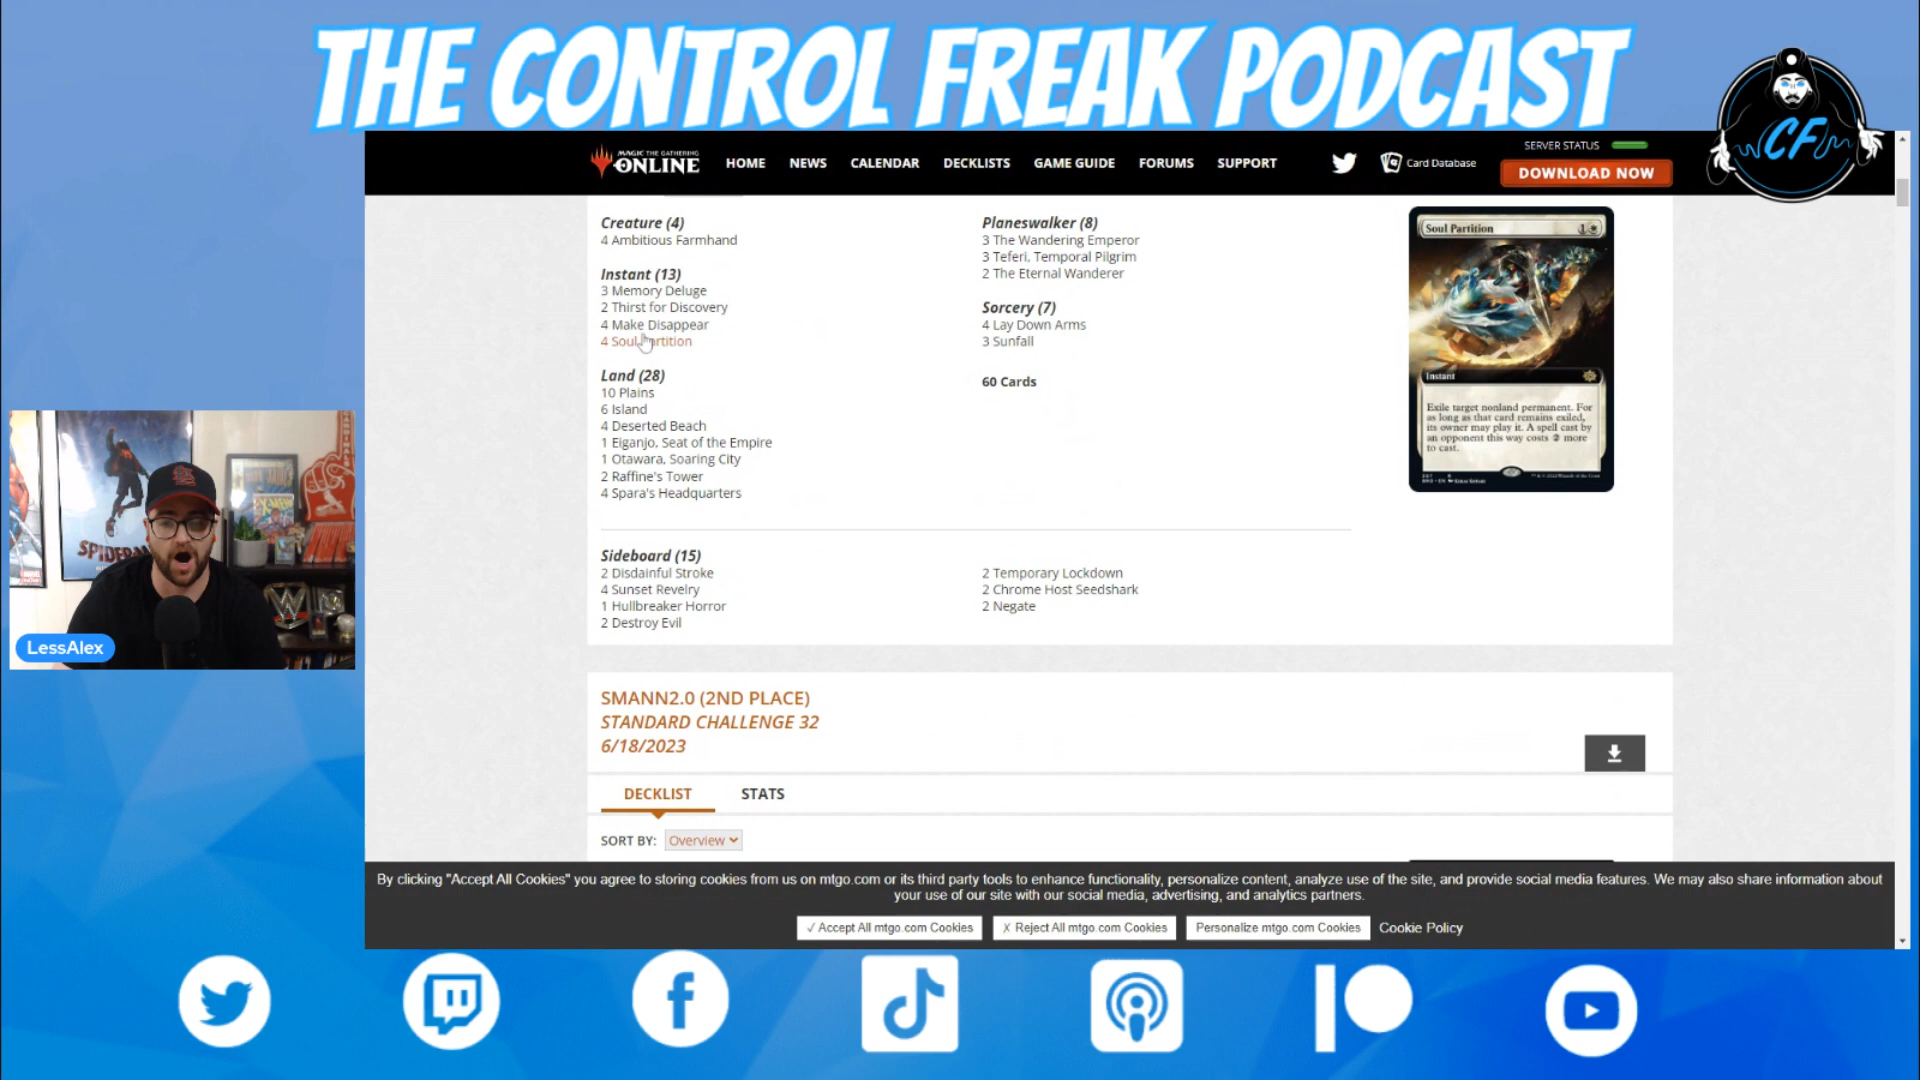 THE CONTROL FREAK PODCAST
CF
MAGIC THE GATHERING
ONLINE
HOME
NEWS
CALENDAR
DECKLISTS
GAME GUIDE
FORUMS
SUPPORT
Card Database
SERVER STATUS
DOWNLOAD NOW
Creature (4)
4 Ambitious Farmhand
Instant (13)
3 Memory Deluge
2 Thirst for Discovery
4 Make Disappear
4 Soul Partition
Land (28)
10 Plains
6 Island
4 Deserted Beach
1 Eiganjo, Seat of the Empire
1 Otawara, Soaring City
2 Raffine's Tower
4 Spara's Headquarters
Planeswalker (8)
3 The Wandering Emperor
3 Teferi, Temporal Pilgrim
2 The Eternal Wanderer
Sorcery (7)
4 Lay Down Arms
3 Sunfall
60 Cards
Soul Partition
1
Instant
Exile target nonland permanent. For
as long as that card remains exiled,
its owner may play it. A spell cast by
an opponent this way costs 2 more
to cast.
Sideboard (15)
2 Disdainful Stroke
4 Sunset Revelry
1 Hullbreaker Horror
2 Destroy Evil
2 Temporary Lockdown
2 Chrome Host Seedshark
2 Negate
SMANN2.0 (2ND PLACE)
STANDARD CHALLENGE 32
6/18/2023
DECKLIST
STATS
SORT BY:
Overview
By clicking "Accept All Cookies" you agree to storing cookies from us on mtgo.com or its third party tools to enhance functionality, personalize content, analyze use of the site, and provide social media features. We may also share information about
your use of our site with our social media, advertising, and analytics partners.
✓ Accept All mtgo.com Cookies
X Reject All mtgo.com Cookies
Personalize mtgo.com Cookies
Cookie Policy
LessAlex